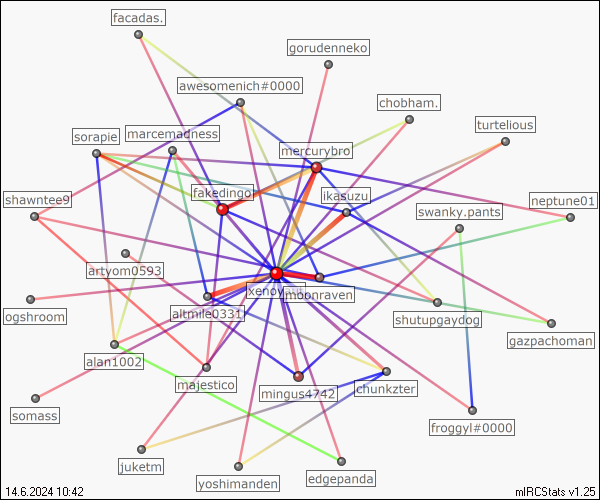 facadas.
gorudenneko
awesomenich#0000
chobham.
turtelious
sorapie
marcemadness
mercurybro
fakedingo
ikasuzu
shawntee9
neptune01
swanky.pants
artyom0593
moonraven
altmile0331
ogshroom
shutupgaydog
gazpachoman
alan1002
majestico
mingus4742
chunkzter
somass
froggyl#0000
juketm
yoshimanden
edgepanda
14.6.2024 10:42
mIRCStats v1.25